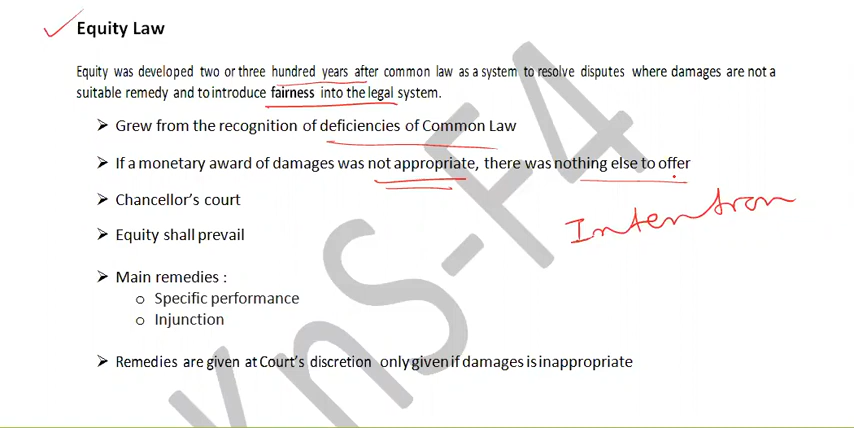 Equity Law
Equity was developed two or three hundred years after common law as a system to resolve disputes where damages are not a
suitable remedy and to introduce fairness into the legal system.
➤ Grew from the recognition of deficiencies of Common Law
➤ If a monetary award of damages was not appropriate, there was nothing else to offer
➤ Chancellor's court
Intention
➤ Equity shall prevail
➤ Main remedies :
o Specific performance
o Injunction
➤ Remedies are given at Court's discretion only given if damages is inappropriate
KnS-F4